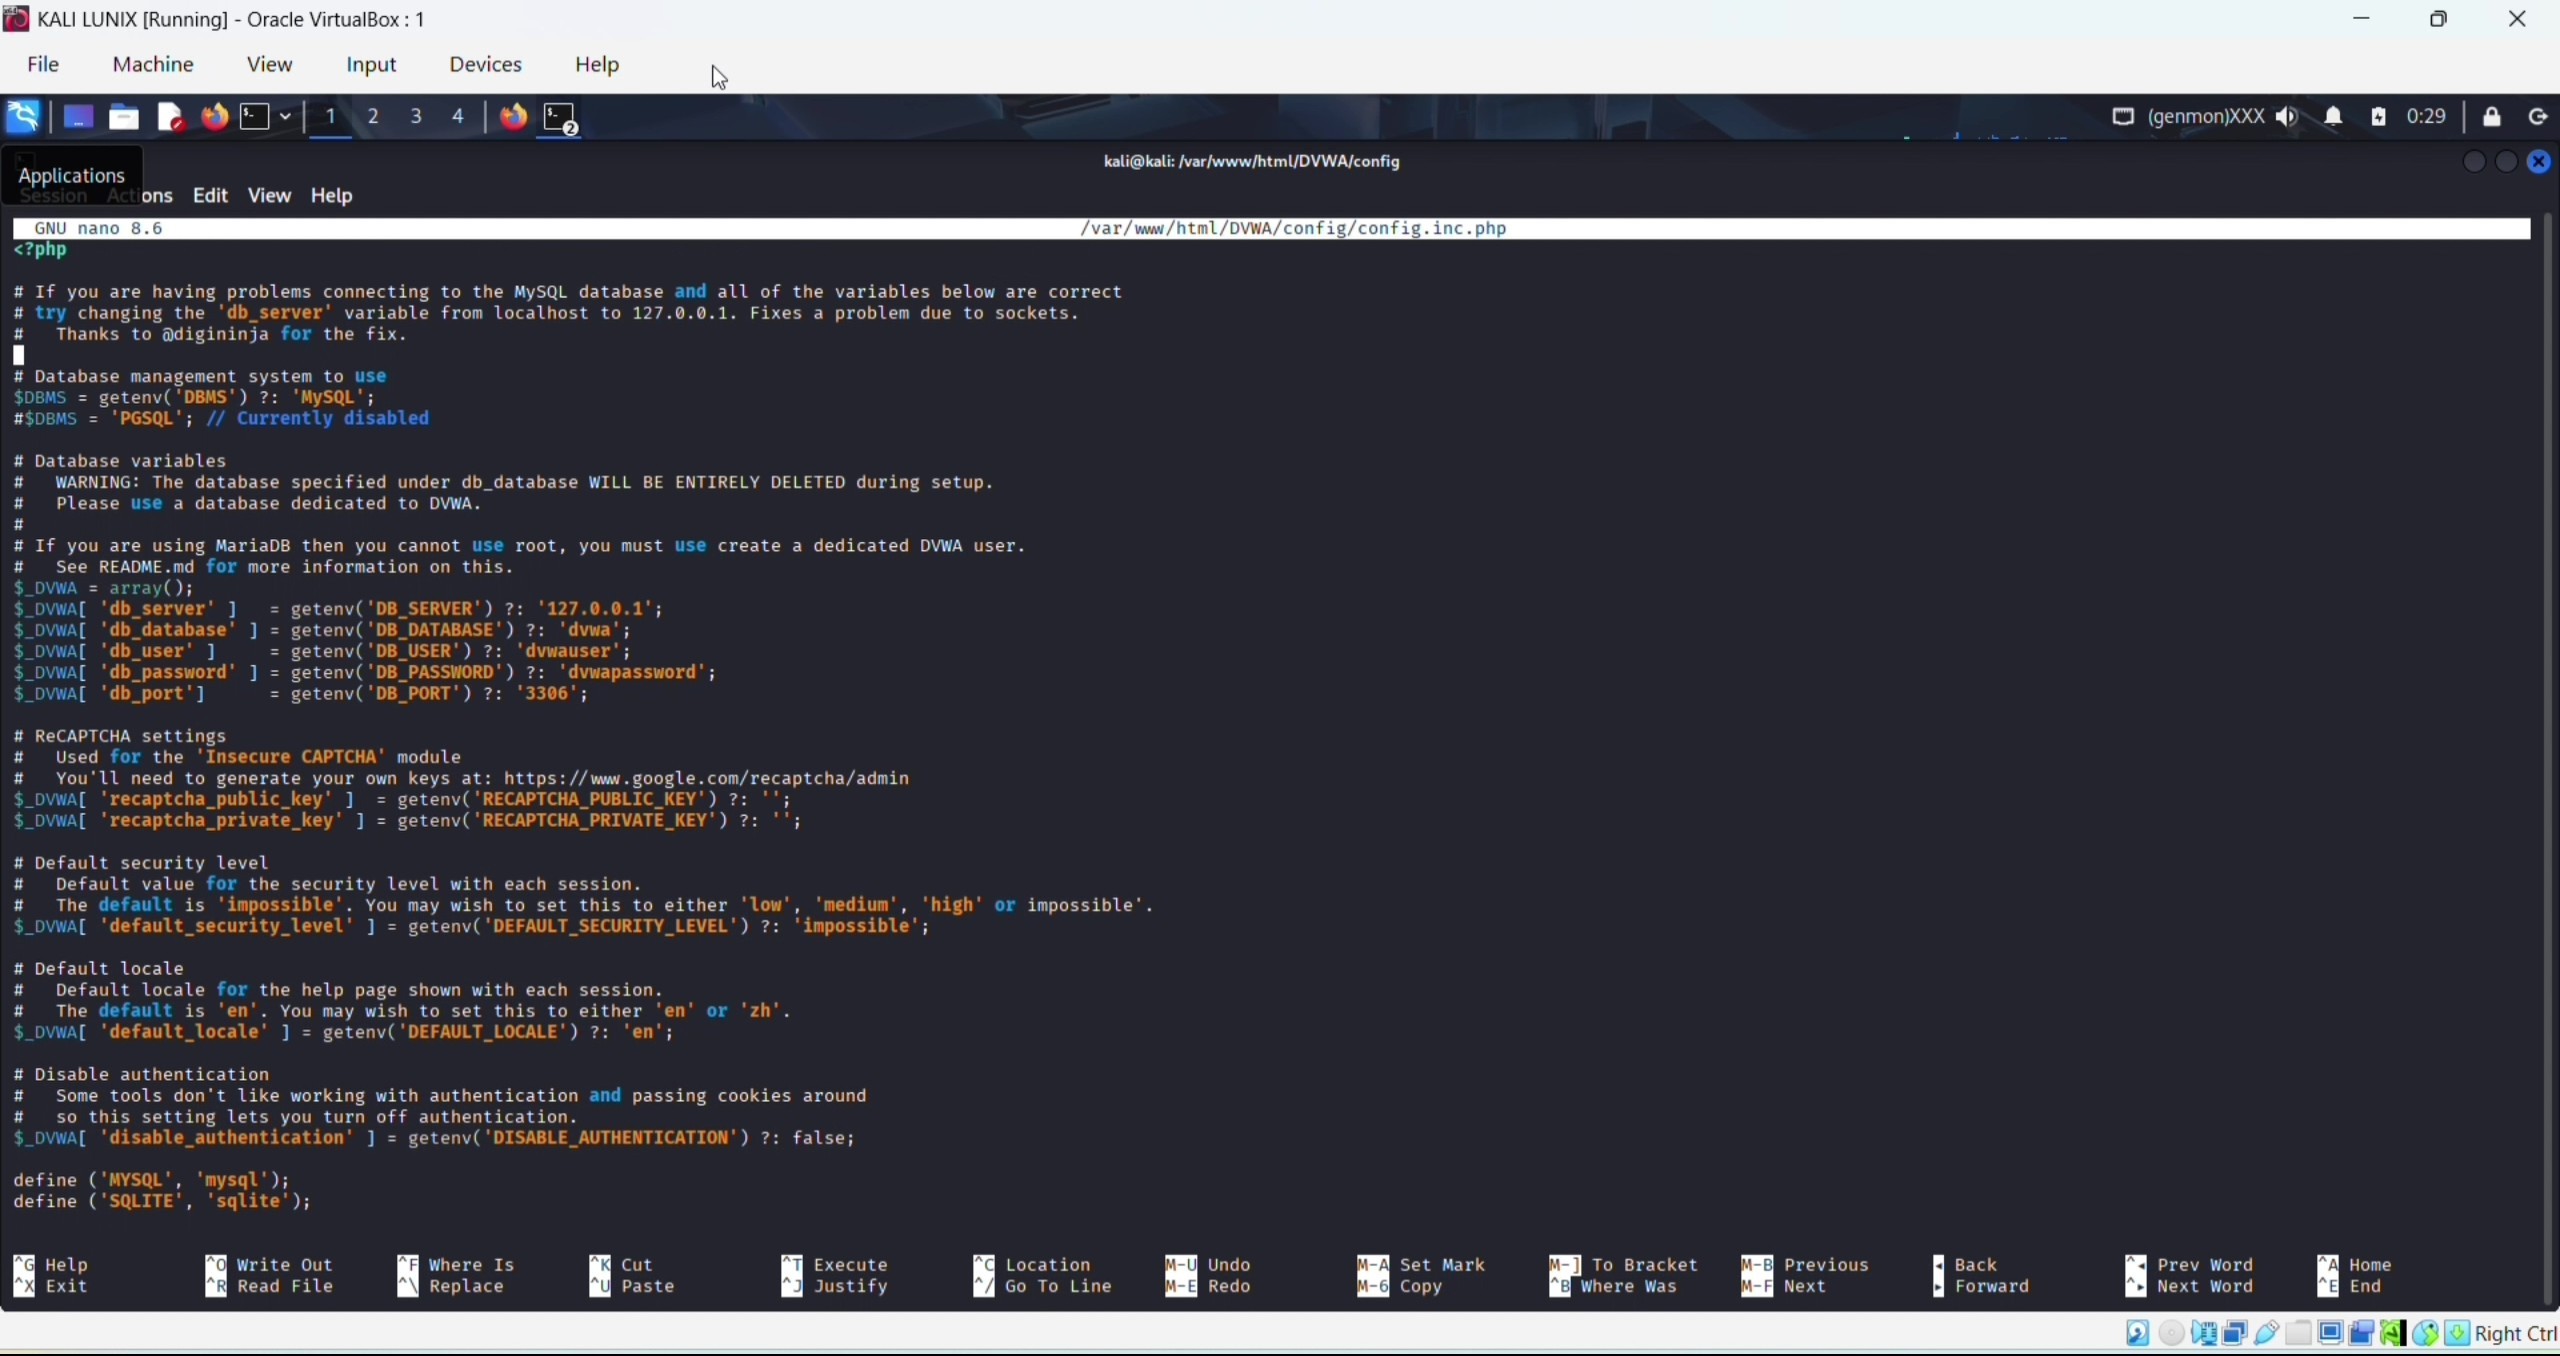 KALI LUNIX [Running] - Oracle VirtualBox : 1
File Machine View Input Devices Help
1 2 3 4 2 (genmon)XXX 0:29
kali@kali: /var/www/html/DVWA/config
Applications
Session Actions Edit View Help
GNU nano 8.6 /var/www/html/DVWA/config/config.inc.php
<?php
# If you are having problems connecting to the MySQL database and all of the variables below are correct
# try changing the 'db_server' variable from localhost to 127.0.0.1. Fixes a problem due to sockets.
#   Thanks to @digininja for the fix.
# Database management system to use
$DBMS = getenv('DBMS') ?: 'MySQL';
#$DBMS = 'PGSQL'; // Currently disabled
# Database variables
#   WARNING: The database specified under db_database WILL BE ENTIRELY DELETED during setup.
#   Please use a database dedicated to DVWA.
#
# If you are using MariaDB then you cannot use root, you must use create a dedicated DVWA user.
#   See README.md for more information on this.
$_DVWA = array();
$_DVWA[ 'db_server' ]   = getenv('DB_SERVER') ?: '127.0.0.1';
$_DVWA[ 'db_database' ] = getenv('DB_DATABASE') ?: 'dvwa';
$_DVWA[ 'db_user' ]     = getenv('DB_USER') ?: 'dvwauser';
$_DVWA[ 'db_password' ] = getenv('DB_PASSWORD') ?: 'dvwapassword';
$_DVWA[ 'db_port']      = getenv('DB_PORT') ?: '3306';
# ReCAPTCHA settings
#   Used for the 'Insecure CAPTCHA' module
#   You'll need to generate your own keys at: https://www.google.com/recaptcha/admin
$_DVWA[ 'recaptcha_public_key' ]  = getenv('RECAPTCHA_PUBLIC_KEY') ?: '';
$_DVWA[ 'recaptcha_private_key' ] = getenv('RECAPTCHA_PRIVATE_KEY') ?: '';
# Default security level
#   Default value for the security level with each session.
#   The default is 'impossible'. You may wish to set this to either 'low', 'medium', 'high' or impossible'.
$_DVWA[ 'default_security_level' ] = getenv('DEFAULT_SECURITY_LEVEL') ?: 'impossible';
# Default locale
#   Default locale for the help page shown with each session.
#   The default is 'en'. You may wish to set this to either 'en' or 'zh'.
$_DVWA[ 'default_locale' ] = getenv('DEFAULT_LOCALE') ?: 'en';
# Disable authentication
#   Some tools don't like working with authentication and passing cookies around
#   so this setting lets you turn off authentication.
$_DVWA[ 'disable_authentication' ] = getenv('DISABLE_AUTHENTICATION') ?: false;
define ('MYSQL', 'mysql');
define ('SQLITE', 'sqlite');
^G Help ^O Write Out ^F Where Is ^K Cut ^T Execute ^C Location M-U Undo M-A Set Mark M-] To Bracket M-B Previous ◂ Back ^◂ Prev Word ^A Home
^X Exit ^R Read File ^\ Replace ^U Paste ^J Justify ^/ Go To Line M-E Redo M-6 Copy ^B Where Was M-F Next ▸ Forward ^▸ Next Word ^E End
Right Ctrl